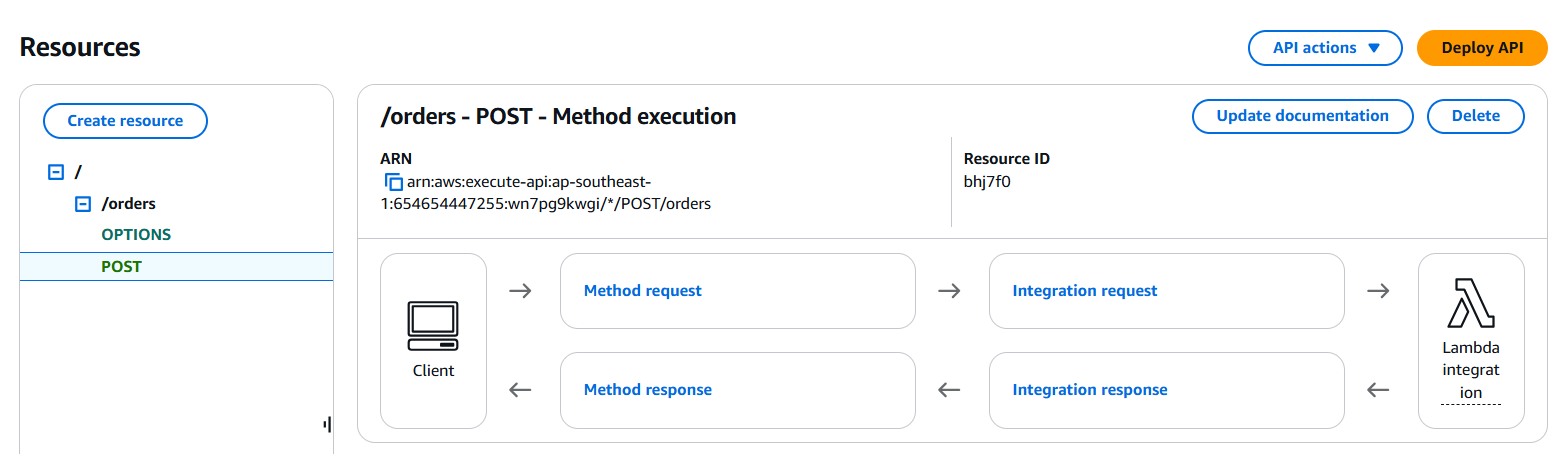 Resources
API actions
Deploy API
Create resource
/
/orders
OPTIONS
POST
/orders - POST - Method execution
Update documentation
Delete
ARN
arn:aws:execute-api:ap-southeast-
1:654654447255:wn7pg9kwgi/*/POST/orders
Resource ID
bhj7f0
Client
Method request
Integration request
Method response
Integration response
Lambda
integrat
ion